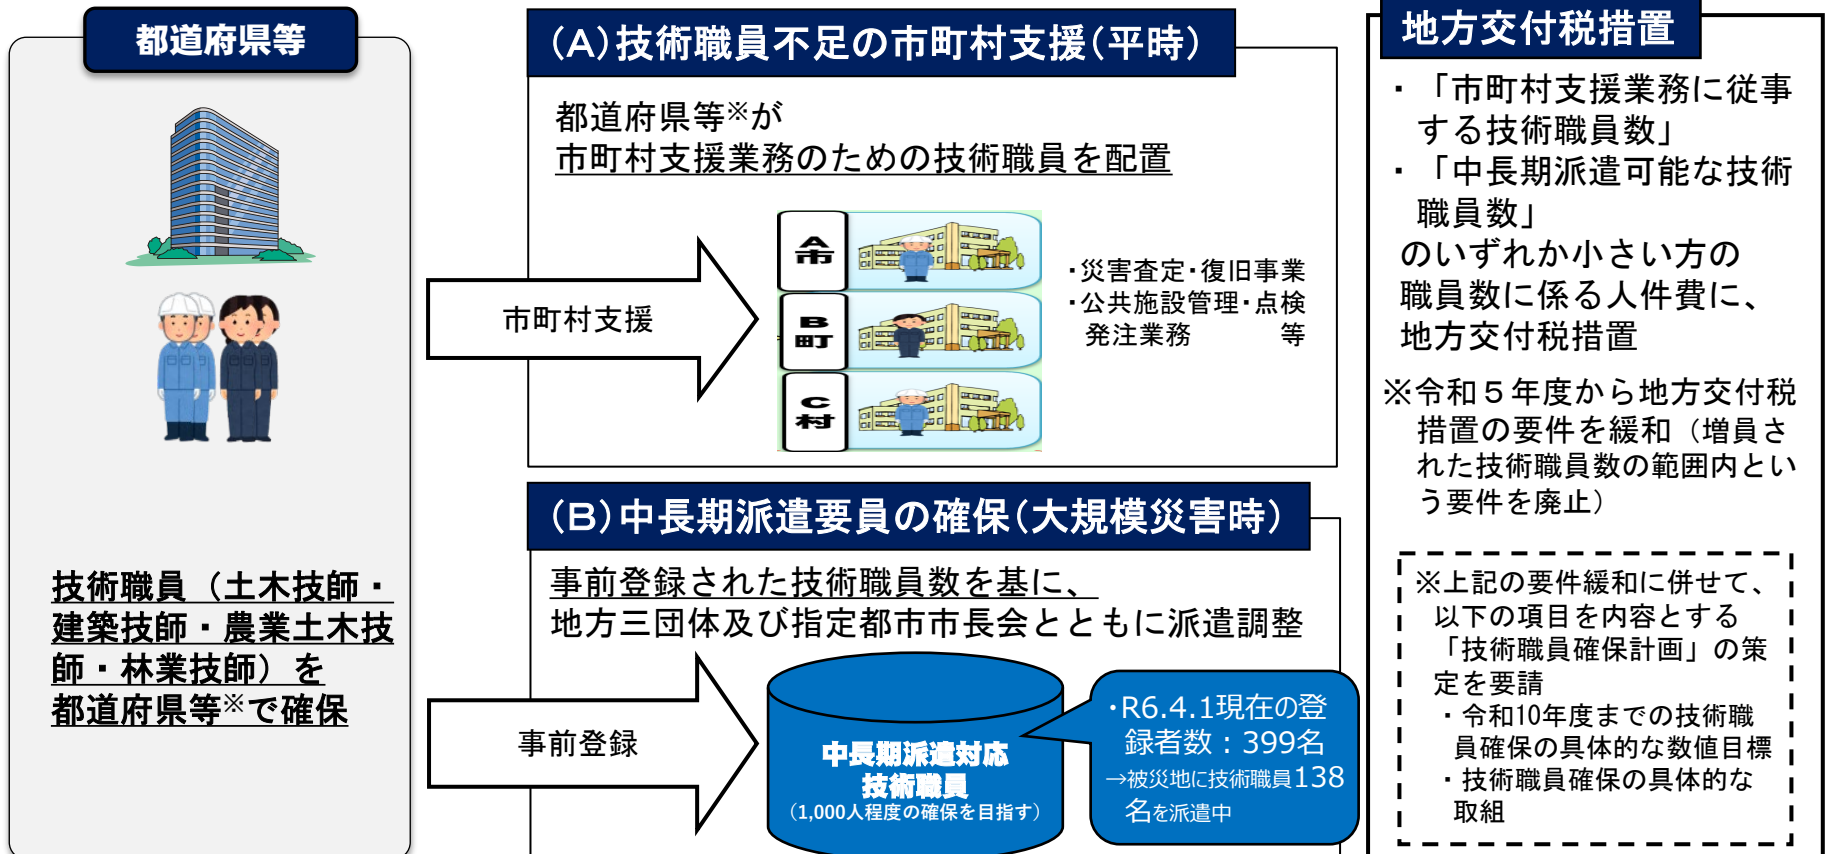 都道府県等
技術職員（土木技師・
建築技師・農業土木技
師・林業技師）を
都道府県等※で確保
(A)技術職員不足の市町村支援(平時)
都道府県等※が
市町村支援業務のための技術職員を配置
市町村支援
A市
B町
C村
・災害査定・復旧事業
・公共施設管理・点検
発注業務　　　　等
(B)中長期派遣要員の確保(大規模災害時)
事前登録された技術職員数を基に、
地方三団体及び指定都市市長会とともに派遣調整
事前登録
中長期派遣対応
技術職員
（1,000人程度の確保を目指す）
・R6.4.1現在の登
録者数：399名
→被災地に技術職員138
名を派遣中
地方交付税措置
・「市町村支援業務に従事
する技術職員数」
・「中長期派遣可能な技術
職員数」
のいずれか小さい方の
職員数に係る人件費に、
地方交付税措置
※令和５年度から地方交付税
措置の要件を緩和（増員さ
れた技術職員数の範囲内とい
う要件を廃止）
※上記の要件緩和に併せて、
以下の項目を内容とする
「技術職員確保計画」の策
定を要請
・令和10年度までの技術職
員確保の具体的な数値目標
・技術職員確保の具体的な
取組